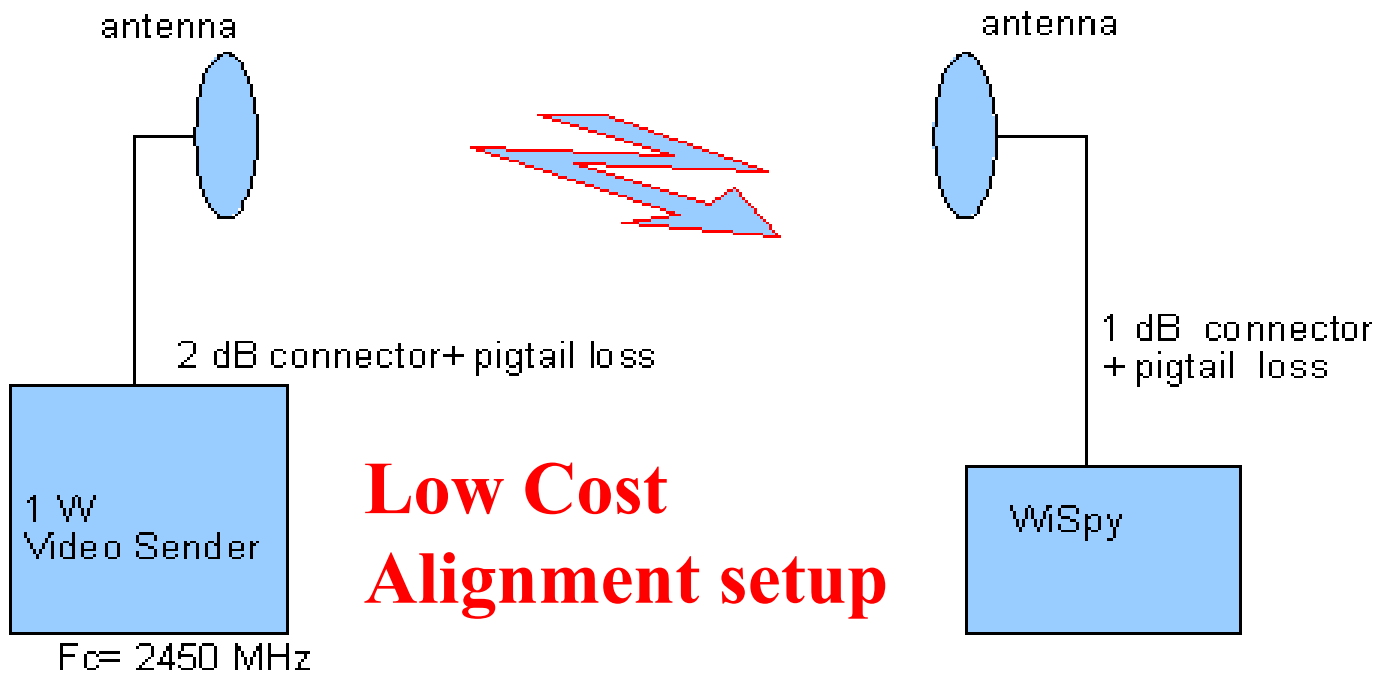 antenna
antenna
2 dB connector+ pigtail loss
1 dB connector
+ pigtail loss
1 W
Video Sender
Low Cost
Alignment setup
WiSpy
Fc= 2450 MHz